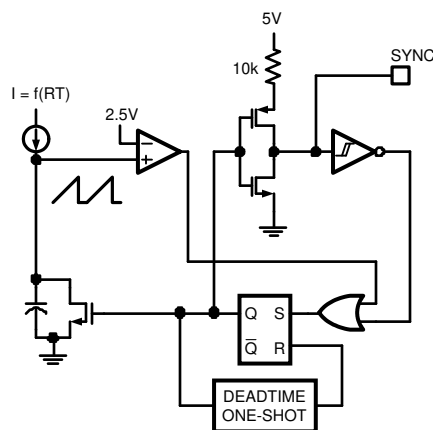 5V
SYNC
10k
I = f(RT)
2.5V
−
+
Q S
Q̅ R
DEADTIME
ONE-SHOT